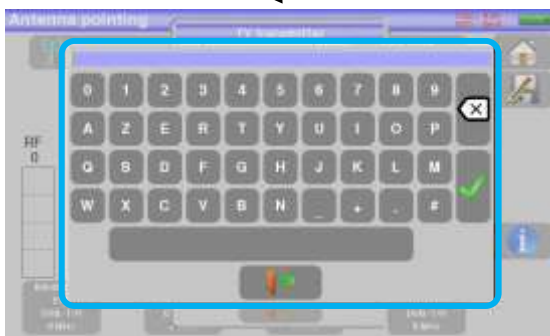 Antenna pointing
TV transmitter
0 1 2 3 4 5 6 7 8 9
A Z E R T Y U I O P
RF
0
Q S D F G H J K L M
W X C V B N _ + . #
i